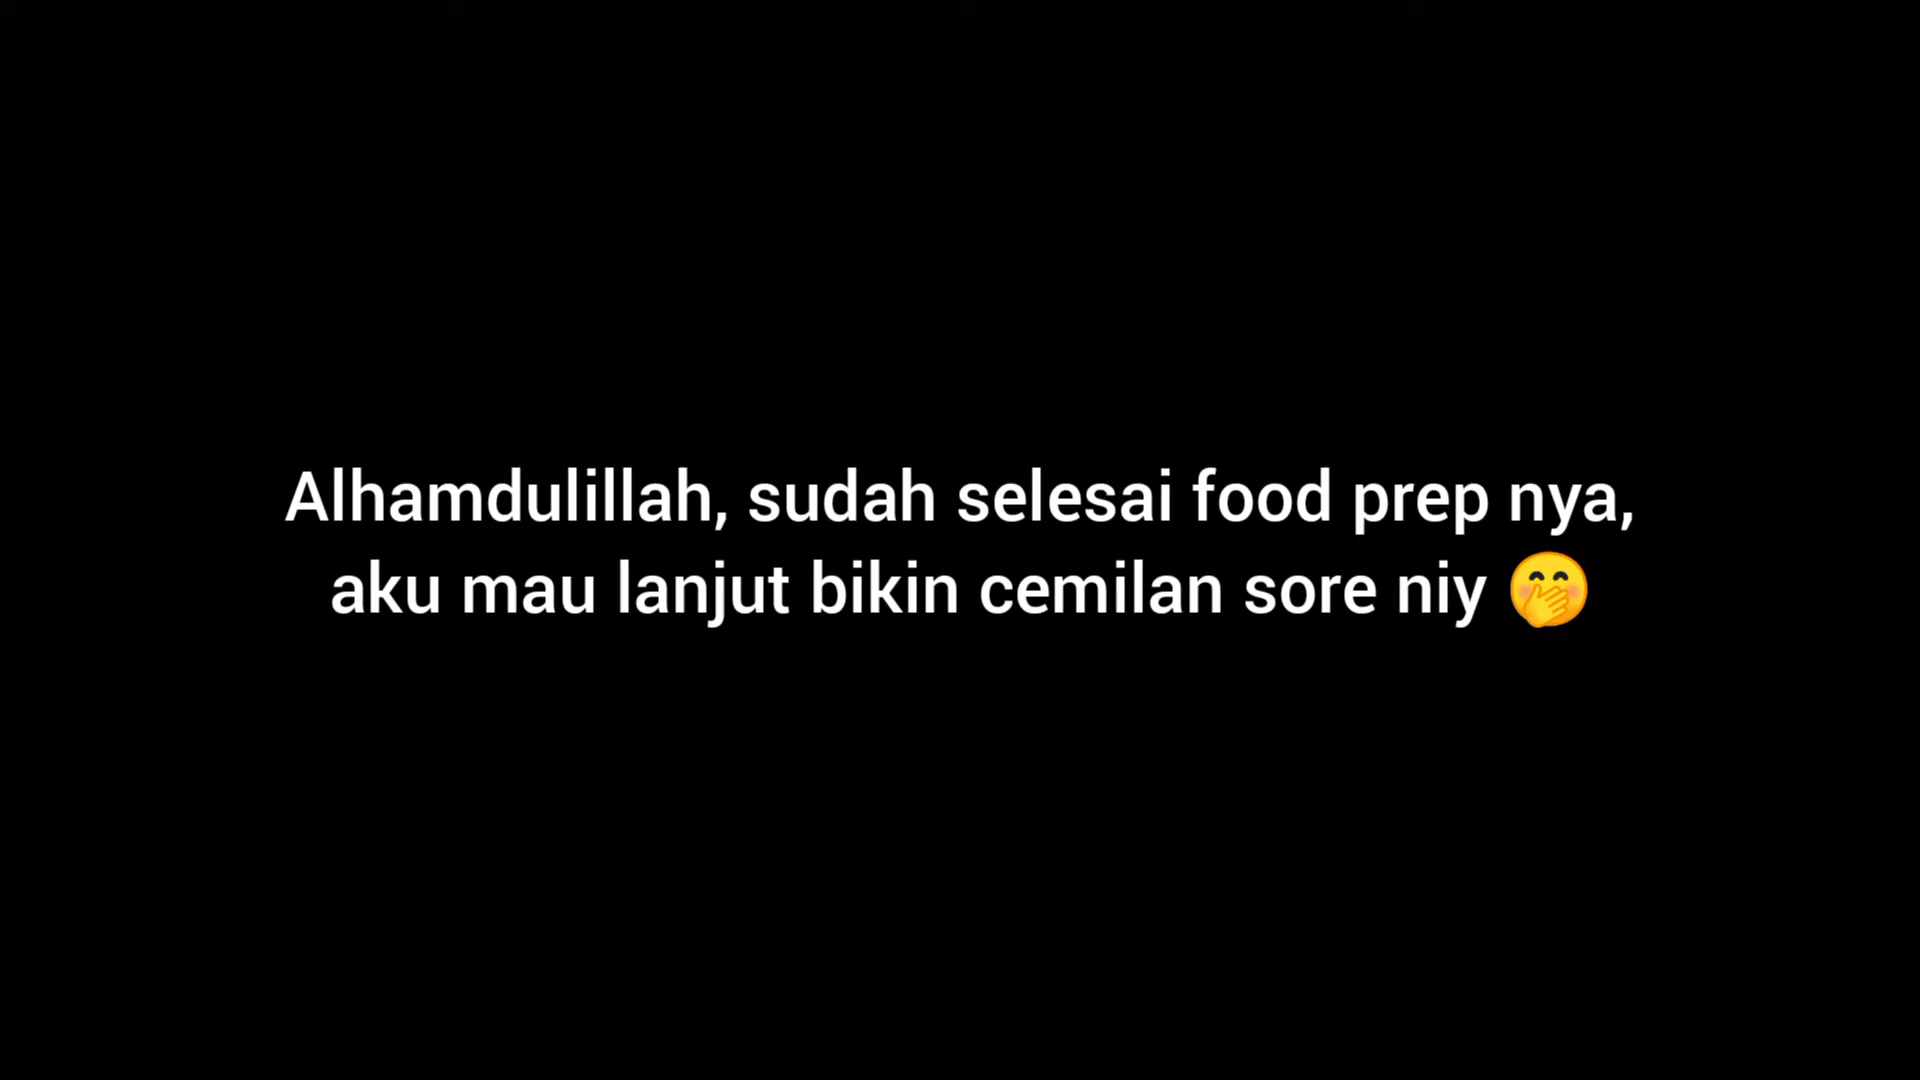 Alhamdulillah, sudah selesai food prep nya,
aku mau lanjut bikin cemilan sore niy 🤭